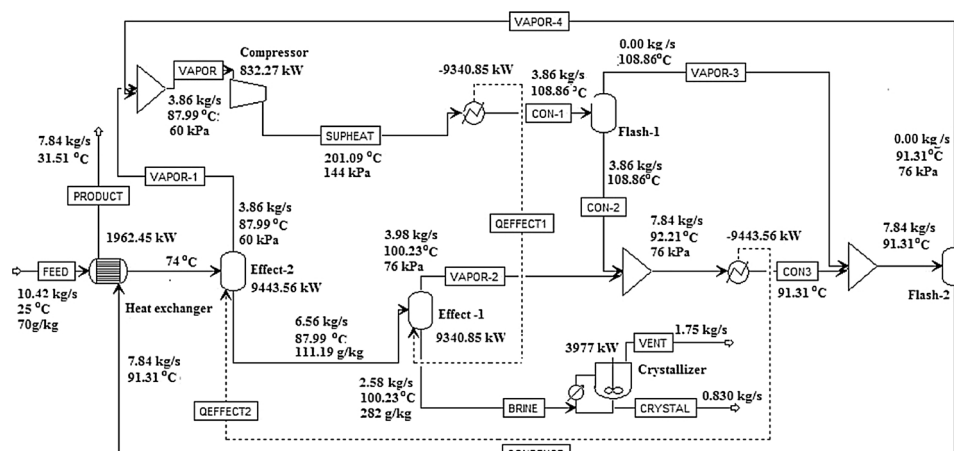 VAPOR-4
Compressor
832.27 kW
VAPOR
3.86 kg/s
87.99 °C
60 kPa
-9340.85 kW
3.86 kg/s
108.86 °C
CON-1
0.00 kg /s
108.86°C
VAPOR-3
Flash-1
SUPHEAT
201.09 °C
144 kPa
7.84 kg/s
31.51 °C
VAPOR-1
PRODUCT
3.86 kg/s
87.99 °C
60 kPa
3.86 kg/s
108.86°C
CON-2
0.00 kg /s
91.31°C
76 kPa
QEFFECT1
1962.45 kW
FEED
10.42 kg/s
25 °C
70g/kg
74 °C
Heat exchanger
Effect-2
9443.56 kW
3.98 kg/s
100.23°C
76 kPa
VAPOR-2
7.84 kg/s
92.21°C
76 kPa
-9443.56 kW
CON3
91.31 °C
7.84 kg/s
91.31°C
Flash-2
Effect -1
9340.85 kW
6.56 kg/s
87.99 °C
111.19 g/kg
7.84 kg/s
91.31 °C
QEFFECT2
2.58 kg/s
100.23°C
282 g/kg
BRINE
3977 kW
Crystallizer
VENT
1.75 kg/s
CRYSTAL
0.830 kg/s